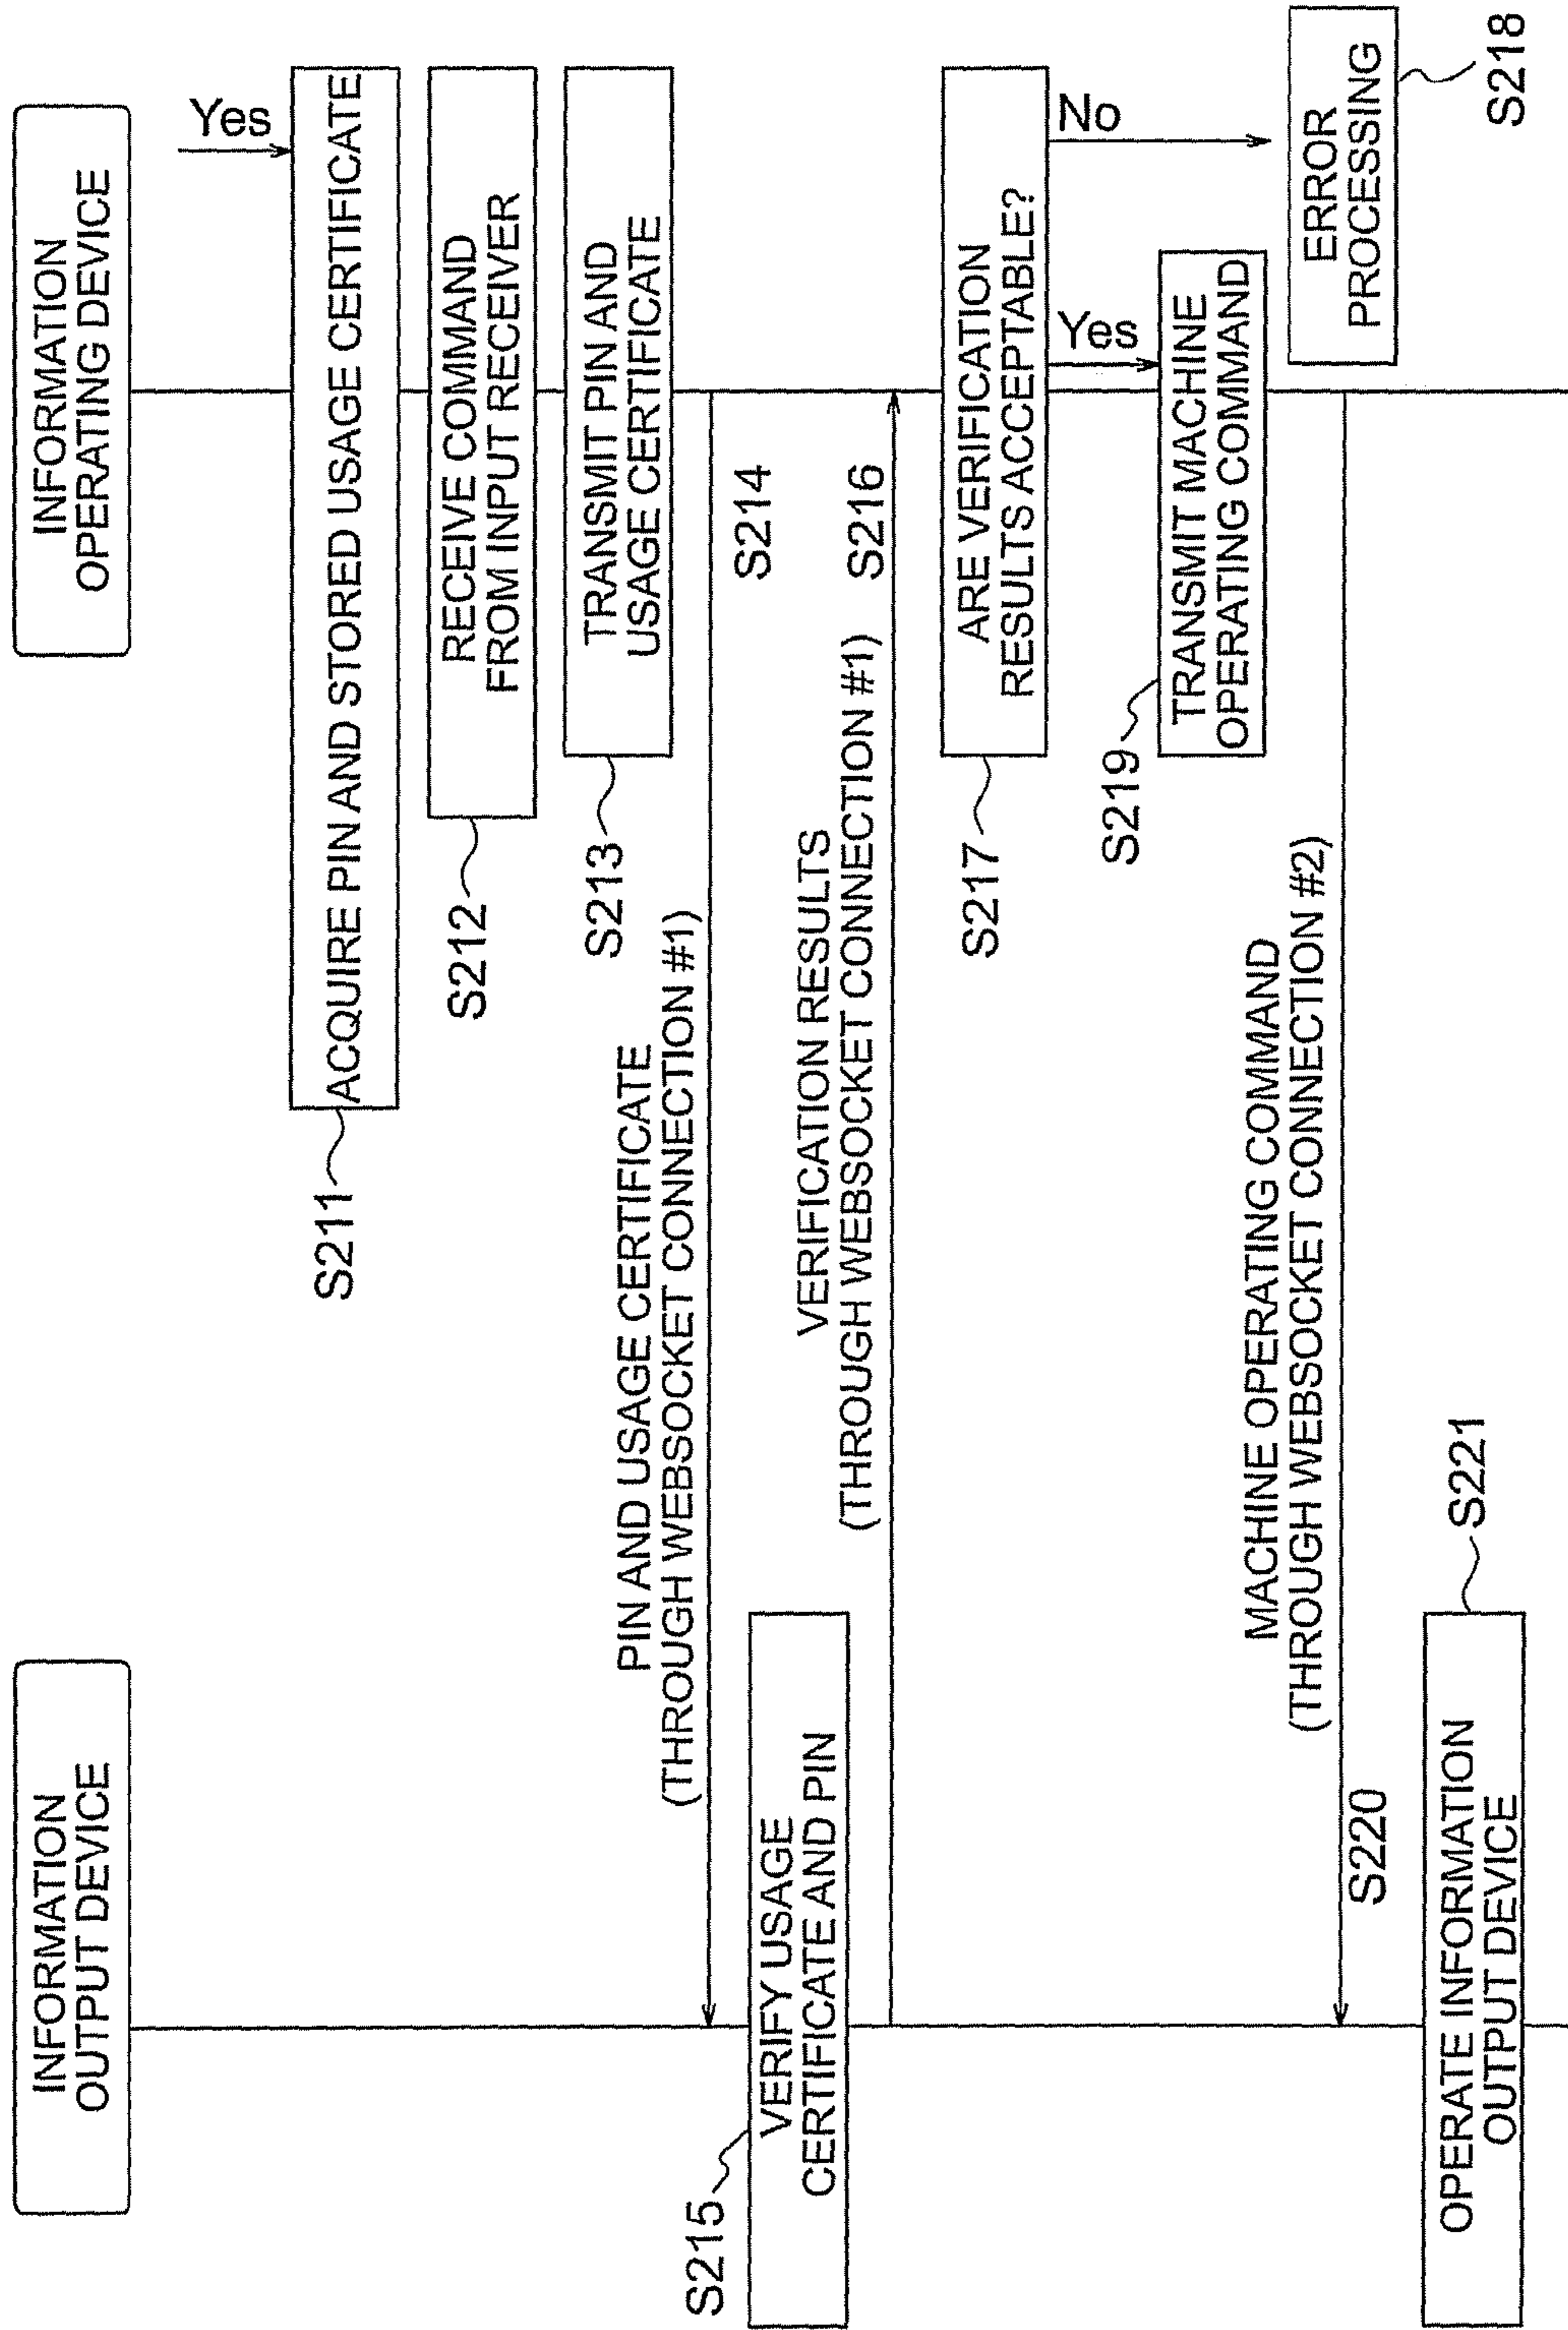 INFORMATION
OUTPUT DEVICE
INFORMATION
OPERATING DEVICE
Yes
S211
ACQUIRE PIN AND STORED USAGE CERTIFICATE
S212
RECEIVE COMMAND
FROM INPUT RECEIVER
S213
TRANSMIT PIN AND
USAGE CERTIFICATE
PIN AND USAGE CERTIFICATE
(THROUGH WEBSOCKET CONNECTION #1)
S214
S215
VERIFY USAGE
CERTIFICATE AND PIN
VERIFICATION RESULTS
(THROUGH WEBSOCKET CONNECTION #1)
S216
S217
ARE VERIFICATION
RESULTS ACCEPTABLE?
Yes
No
S219
TRANSMIT MACHINE
OPERATING COMMAND
ERROR
PROCESSING
S218
MACHINE OPERATING COMMAND
(THROUGH WEBSOCKET CONNECTION #2)
S220
OPERATE INFORMATION
OUTPUT DEVICE
S221